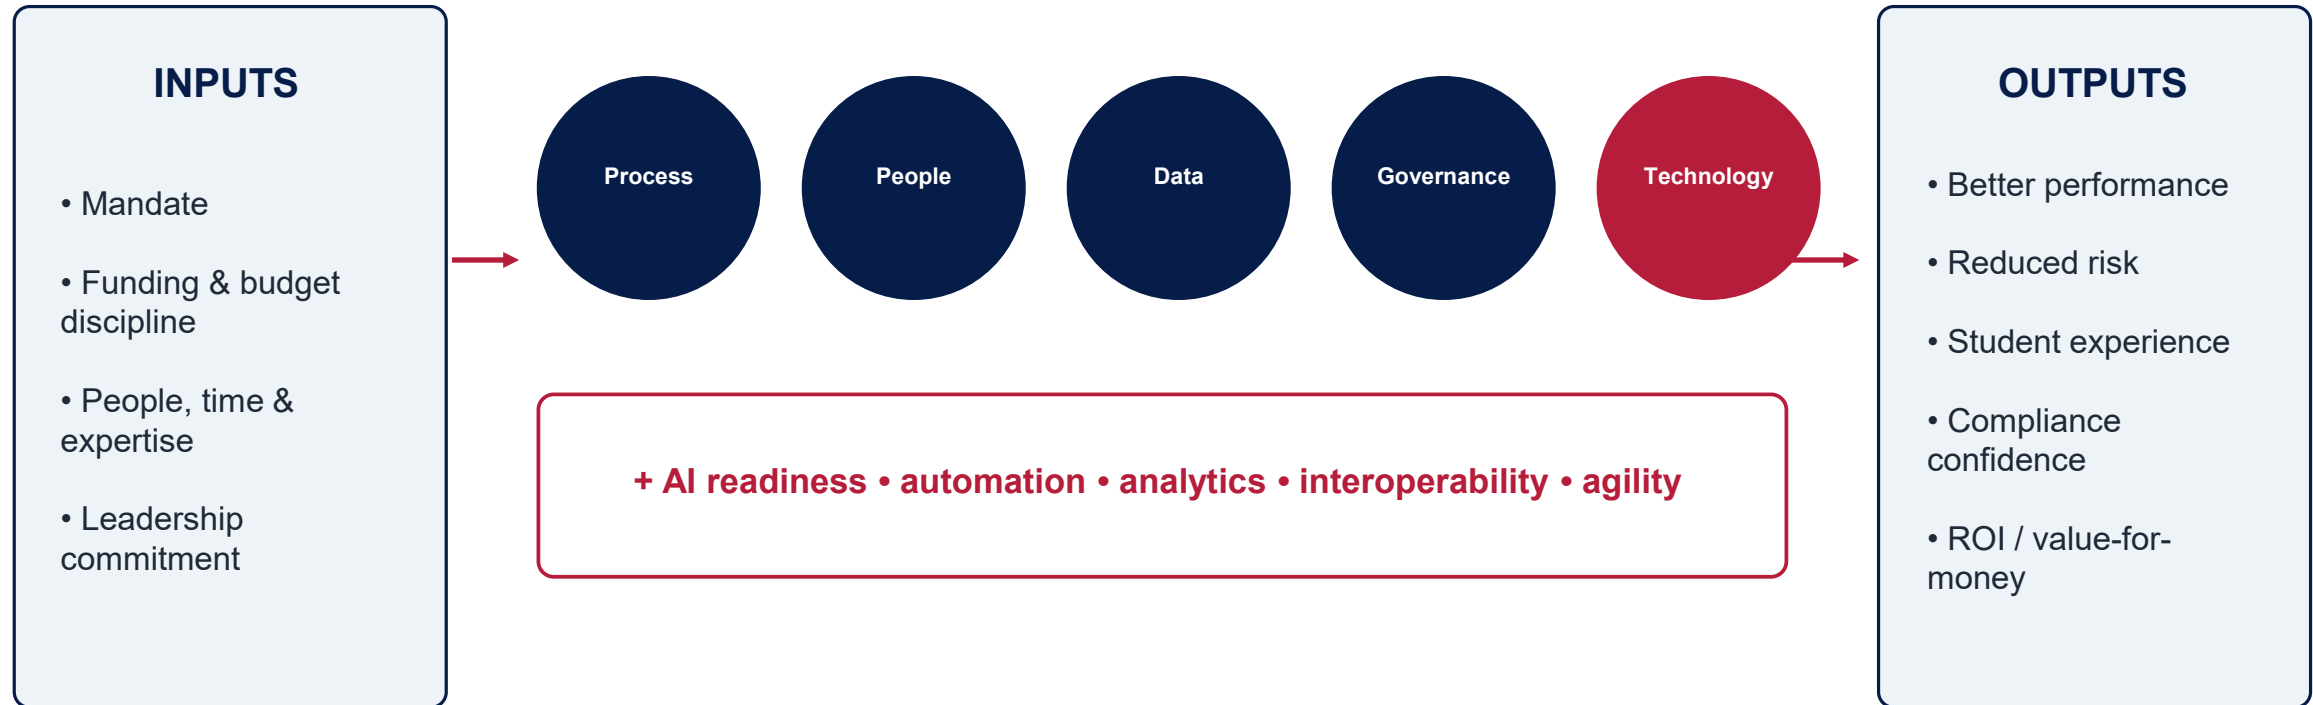 INPUTS
• Mandate
• Funding & budget
discipline
• People, time &
expertise
• Leadership
commitment
Process
People
Data
Governance
Technology
+ AI readiness • automation • analytics • interoperability • agility
OUTPUTS
• Better performance
• Reduced risk
• Student experience
• Compliance
confidence
• ROI / value-for-
money